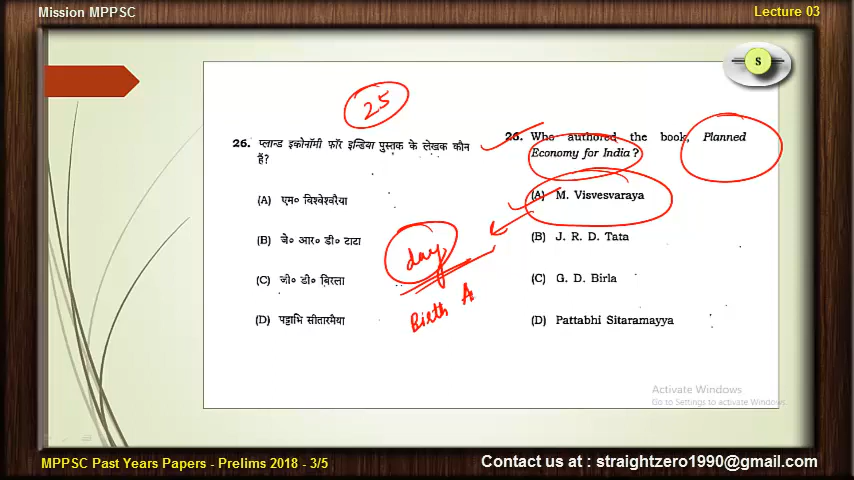 Mission MPPSC
Lecture 03
S
25
26. प्लान्ड इकोनॉमी फॉर इन्डिया पुस्तक के लेखक कौन
हैं?
(A) एम० विश्वेश्वरैया
(B) जे० आर० डी० टाटा
(C) जी० डी० बिरला
(D) पट्टाभि सीतारमैया
26. Who authored the book, Planned
Economy for India ?
(A) M. Visvesvaraya
(B) J. R. D. Tata
(C) G. D. Birla
(D) Pattabhi Sitaramayya
day
Birth A
Activate Windows
Go to Settings to activate Windows.
MPPSC Past Years Papers - Prelims 2018 - 3/5
Contact us at : straightzero1990@gmail.com